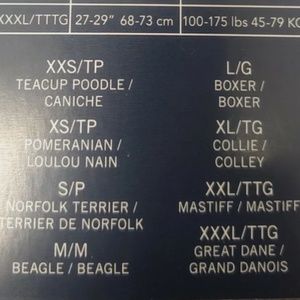 XXXL/TTTG 27-29" 68-73 cm 100-175 lbs 45-79 KG
XXS/TP
TEACUP POODLE /
CANICHE
XS/TP
POMERANIAN /
LOULOU NAIN
S/P
NORFOLK TERRIER /
TERRIER DE NORFOLK
M/M
BEAGLE / BEAGLE
L/G
BOXER /
BOXER
XL/TG
COLLIE /
COLLEY
XXL/TTG
MASTIFF / MASTIFF
XXXL/TTG
GREAT DANE /
GRAND DANOIS